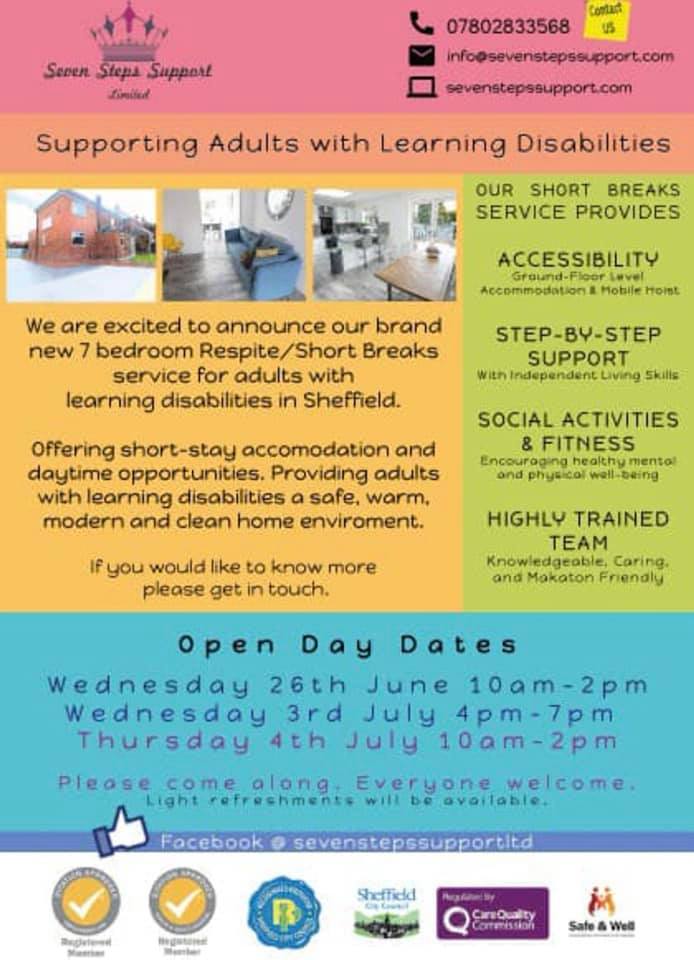 Seven Steps Support
Limited
07802833568
Contact
US
info@sevenstepssupport.com
sevenstepssupport.com
Supporting Adults with Learning Disabilities
We are excited to announce our brand
new 7 bedroom Respite/Short Breaks
service for adults with
learning disabilities in Sheffield.
Offering short-stay accomodation and
daytime opportunities. Providing adults
with learning disabilities a safe, warm,
modern and clean home enviroment.
If you would like to know more
please get in touch.
OUR SHORT BREAKS
SERVICE PROVIDES
ACCESSIBILITY
Ground-Floor Level
Accommodation & Mobile Hoist
STEP-BY-STEP
SUPPORT
With Independent Living Skills
SOCIAL ACTIVITIES
& FITNESS
Encouraging healthy mental
and physical well-being
HIGHLY TRAINED
TEAM
Knowledgeable, Caring,
and Makaton Friendly
Open Day Dates
Wednesday 26th June 10am-2pm
Wednesday 3rd July 4pm-7pm
Thursday 4th July 10am-2pm
Please come along. Everyone welcome.
Light refreshments will be available.
Facebook @ sevenstepssupportltd
Registered
Member
Registered
Member
Sheffield
City Council
Regulated by
CareQuality
Commission
Safe & Well